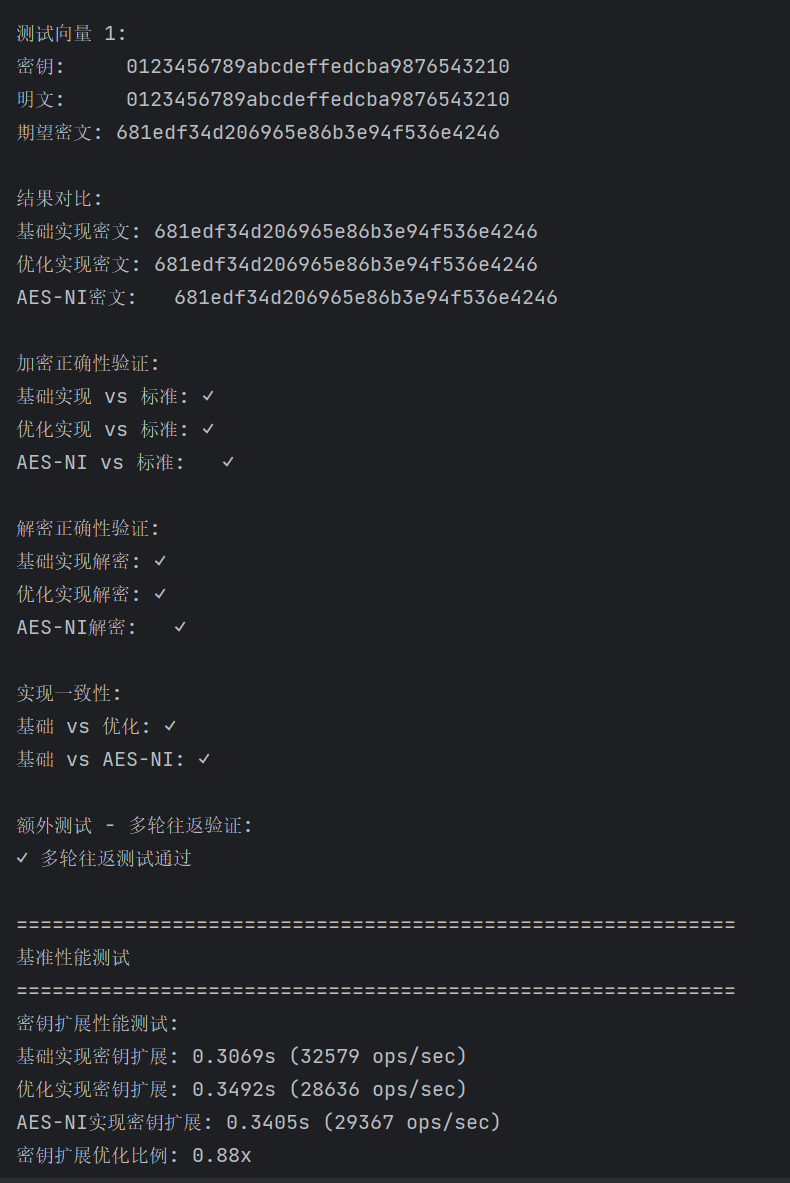 测试向量 1:
密钥:     0123456789abcdeffedcba9876543210
明文:     0123456789abcdeffedcba9876543210
期望密文: 681edf34d206965e86b3e94f536e4246
结果对比:
基础实现密文: 681edf34d206965e86b3e94f536e4246
优化实现密文: 681edf34d206965e86b3e94f536e4246
AES-NI密文:   681edf34d206965e86b3e94f536e4246
加密正确性验证:
基础实现 vs 标准: ✓
优化实现 vs 标准: ✓
AES-NI vs 标准:   ✓
解密正确性验证:
基础实现解密: ✓
优化实现解密: ✓
AES-NI解密:   ✓
实现一致性:
基础 vs 优化: ✓
基础 vs AES-NI: ✓
额外测试 - 多轮往返验证:
✓ 多轮往返测试通过
============================================================
基准性能测试
============================================================
密钥扩展性能测试:
基础实现密钥扩展: 0.3069s (32579 ops/sec)
优化实现密钥扩展: 0.3492s (28636 ops/sec)
AES-NI实现密钥扩展: 0.3405s (29367 ops/sec)
密钥扩展优化比例: 0.88x